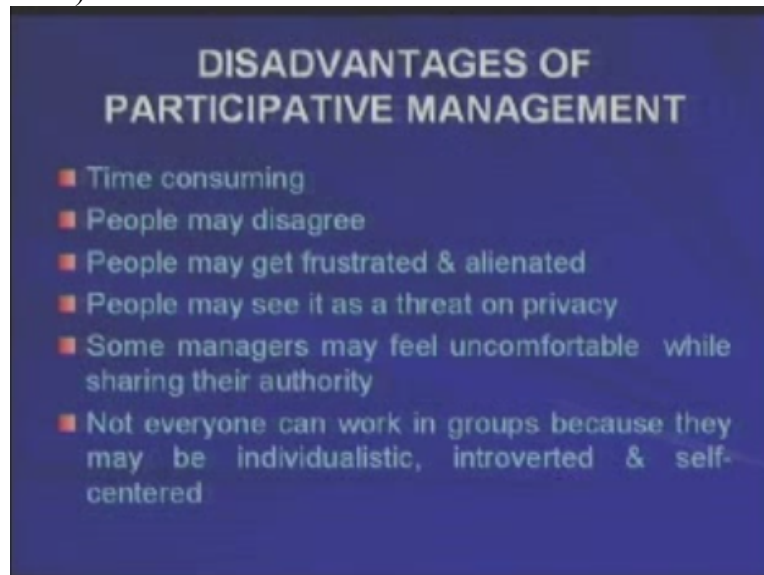 DISADVANTAGES OF
PARTICIPATIVE MANAGEMENT
Time consuming
People may disagree
People may get frustrated & alienated
People may see it as a threat on privacy
Some managers may feel uncomfortable while
sharing their authority
Not everyone can work in groups because they
may be individualistic, introverted & self-
centered